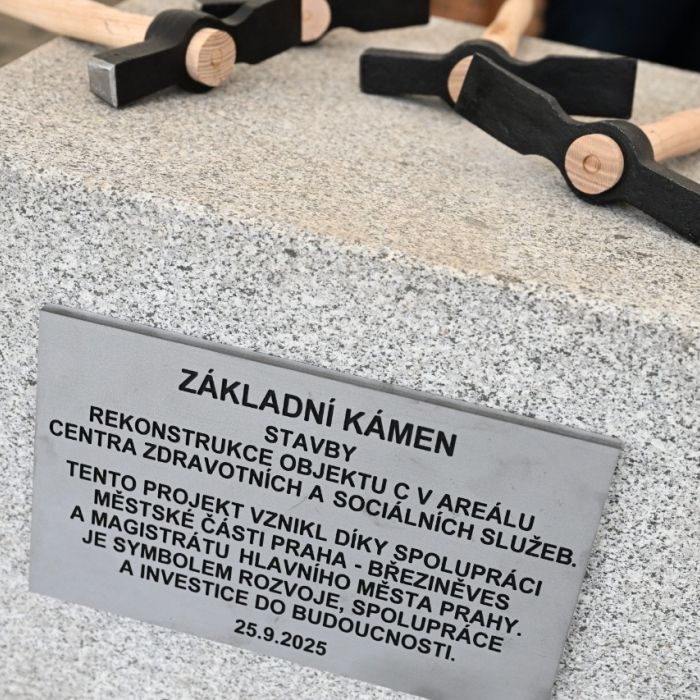 ZÁKLADNÍ KÁMEN
STAVBY
REKONSTRUKCE OBJEKTU C V AREÁLU
CENTRA ZDRAVOTNÍCH A SOCIÁLNÍCH SLUŽEB.
TENTO PROJEKT VZNIKL DÍKY SPOLUPRÁCI
MĚSTSKÉ ČÁSTI PRAHA - BŘEZINĚVES
A MAGISTRÁTU HLAVNÍHO MĚSTA PRAHY.
JE SYMBOLEM ROZVOJE, SPOLUPRÁCE
A INVESTICE DO BUDOUCNOSTI.
25.9.2025